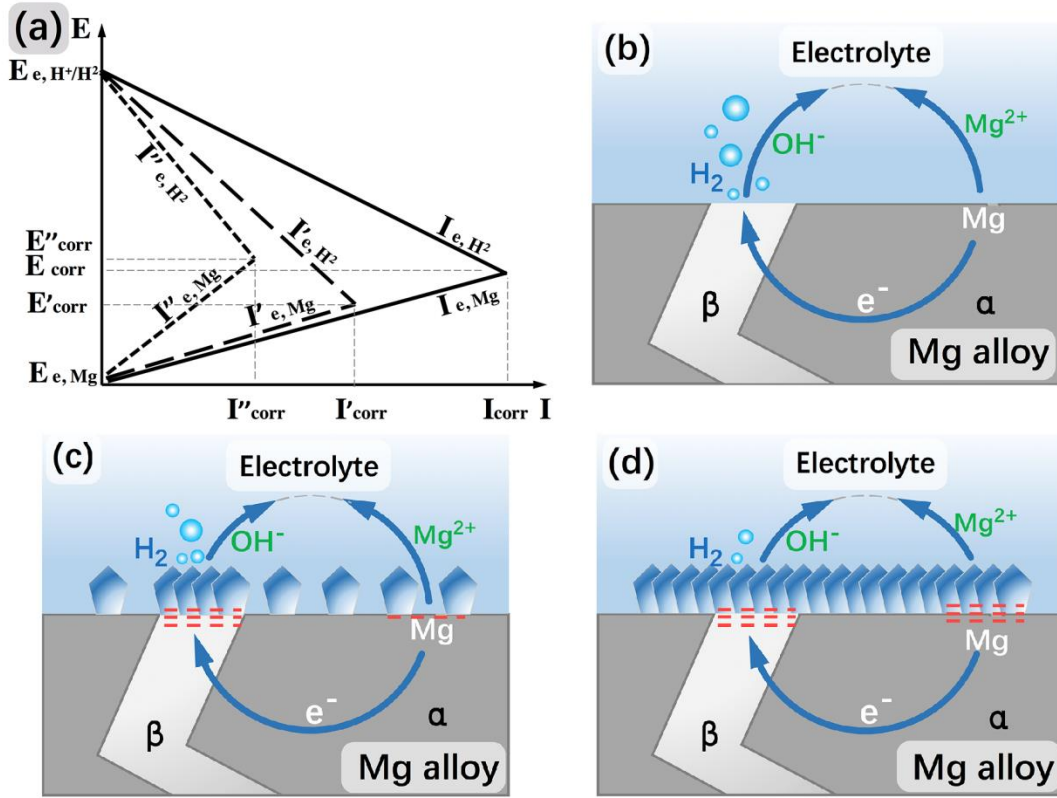 (a)
E
E e, H⁺/H²
I″ e, H²
I′ e, H²
I e, H²
E″corr
E corr
E′corr
I″ e, Mg
I′ e, Mg
I e, Mg
E e, Mg
I″corr
I′corr
Icorr
I
(b)
Electrolyte
H₂
OH⁻
Mg²⁺
Mg
β
e⁻
α
Mg alloy
(c)
Electrolyte
H₂
OH⁻
Mg²⁺
Mg
β
e⁻
α
Mg alloy
(d)
Electrolyte
H₂
OH⁻
Mg²⁺
Mg
β
e⁻
α
Mg alloy